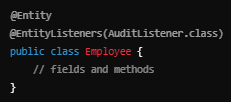 @Entity
@EntityListeners(AuditListener.class)
public class Employee {
    // fields and methods
}